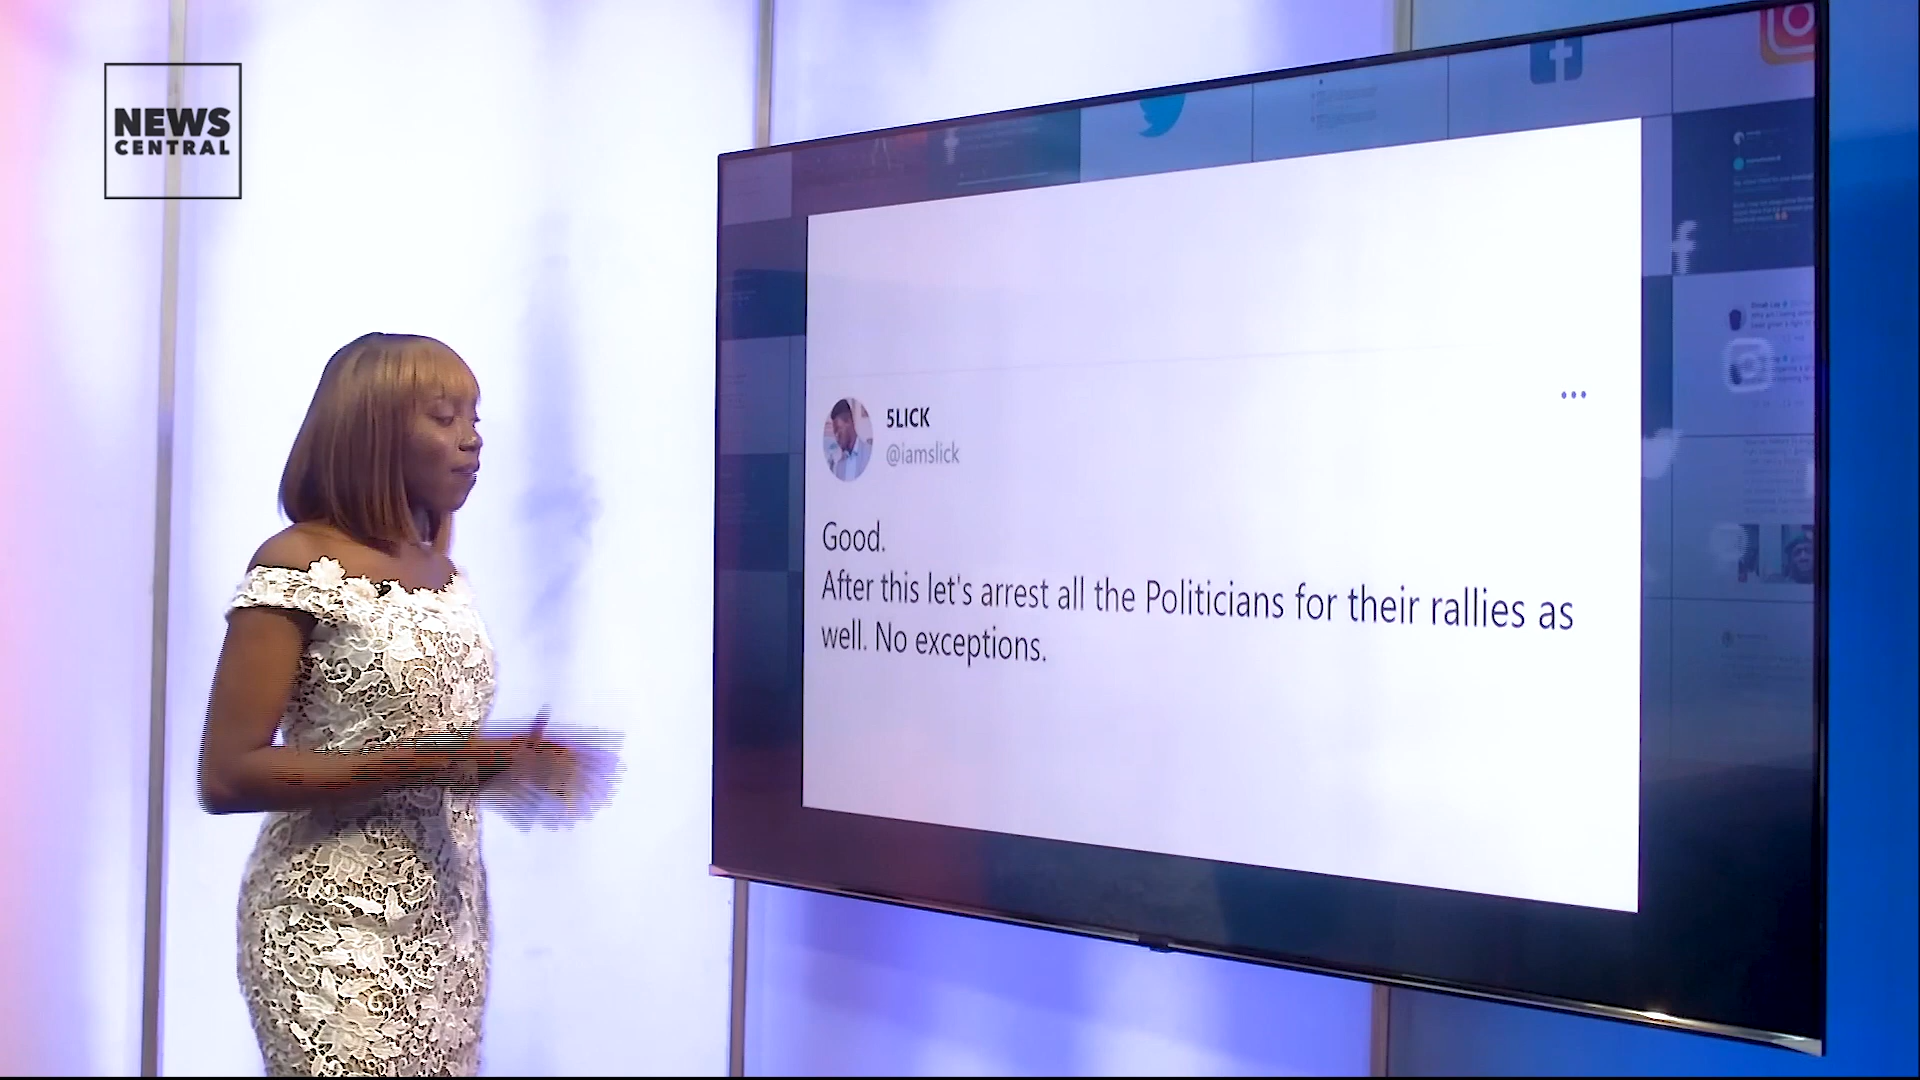 NEWS
CENTRAL
5LICK
@iamslick
Good.
After this let's arrest all the Politicians for their rallies as
well. No exceptions.